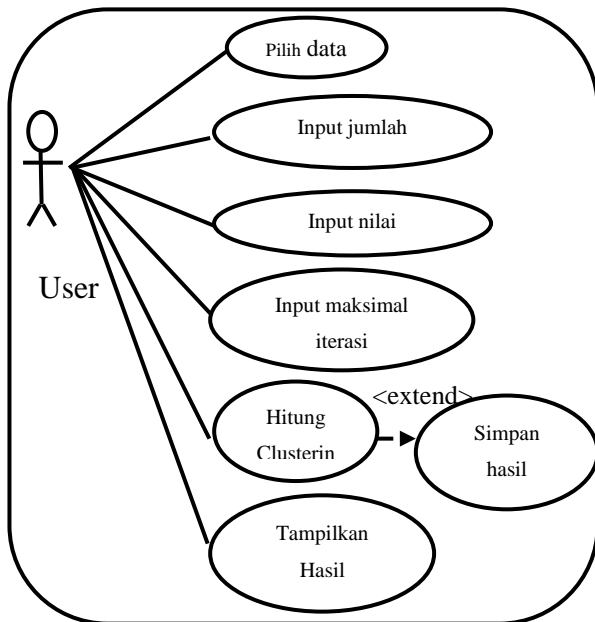 Pilih data
Input jumlah
Input nilai
User
Input maksimal
iterasi
<extend>
Hitung
Clusterin
Simpan
hasil
Tampilkan
Hasil